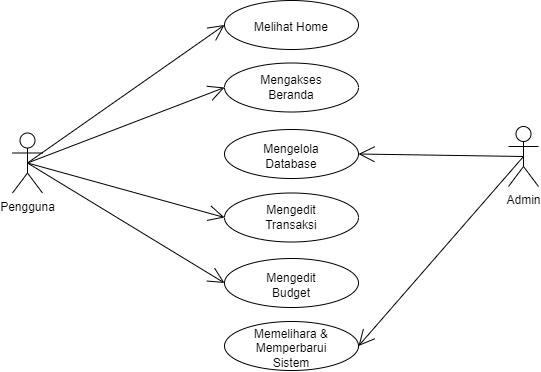 Melihat Home
Mengakses
Beranda
Mengelola
Database
Pengguna
Admin
Mengedit
Transaksi
Mengedit
Budget
Memelihara &
Memperbarui
Sistem